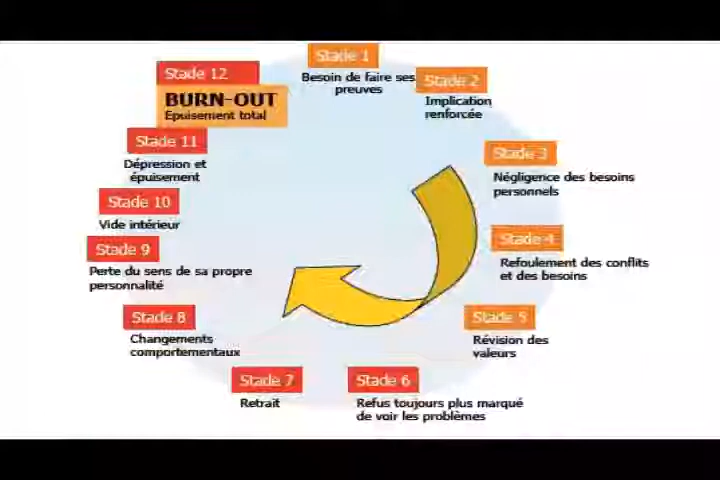 Stade 1
Besoin de faire ses
preuves
Stade 2
Implication
renforcée
Stade 3
Négligence des besoins
personnels
Stade 4
Refoulement des conflits
et des besoins
Stade 5
Révision des
valeurs
Stade 6
Refus toujours plus marqué
de voir les problèmes
Stade 7
Retrait
Stade 8
Changements
comportementaux
Stade 9
Perte du sens de sa propre
personnalité
Stade 10
Vide intérieur
Stade 11
Dépression et
épuisement
Stade 12
BURN-OUT
Epuisement total